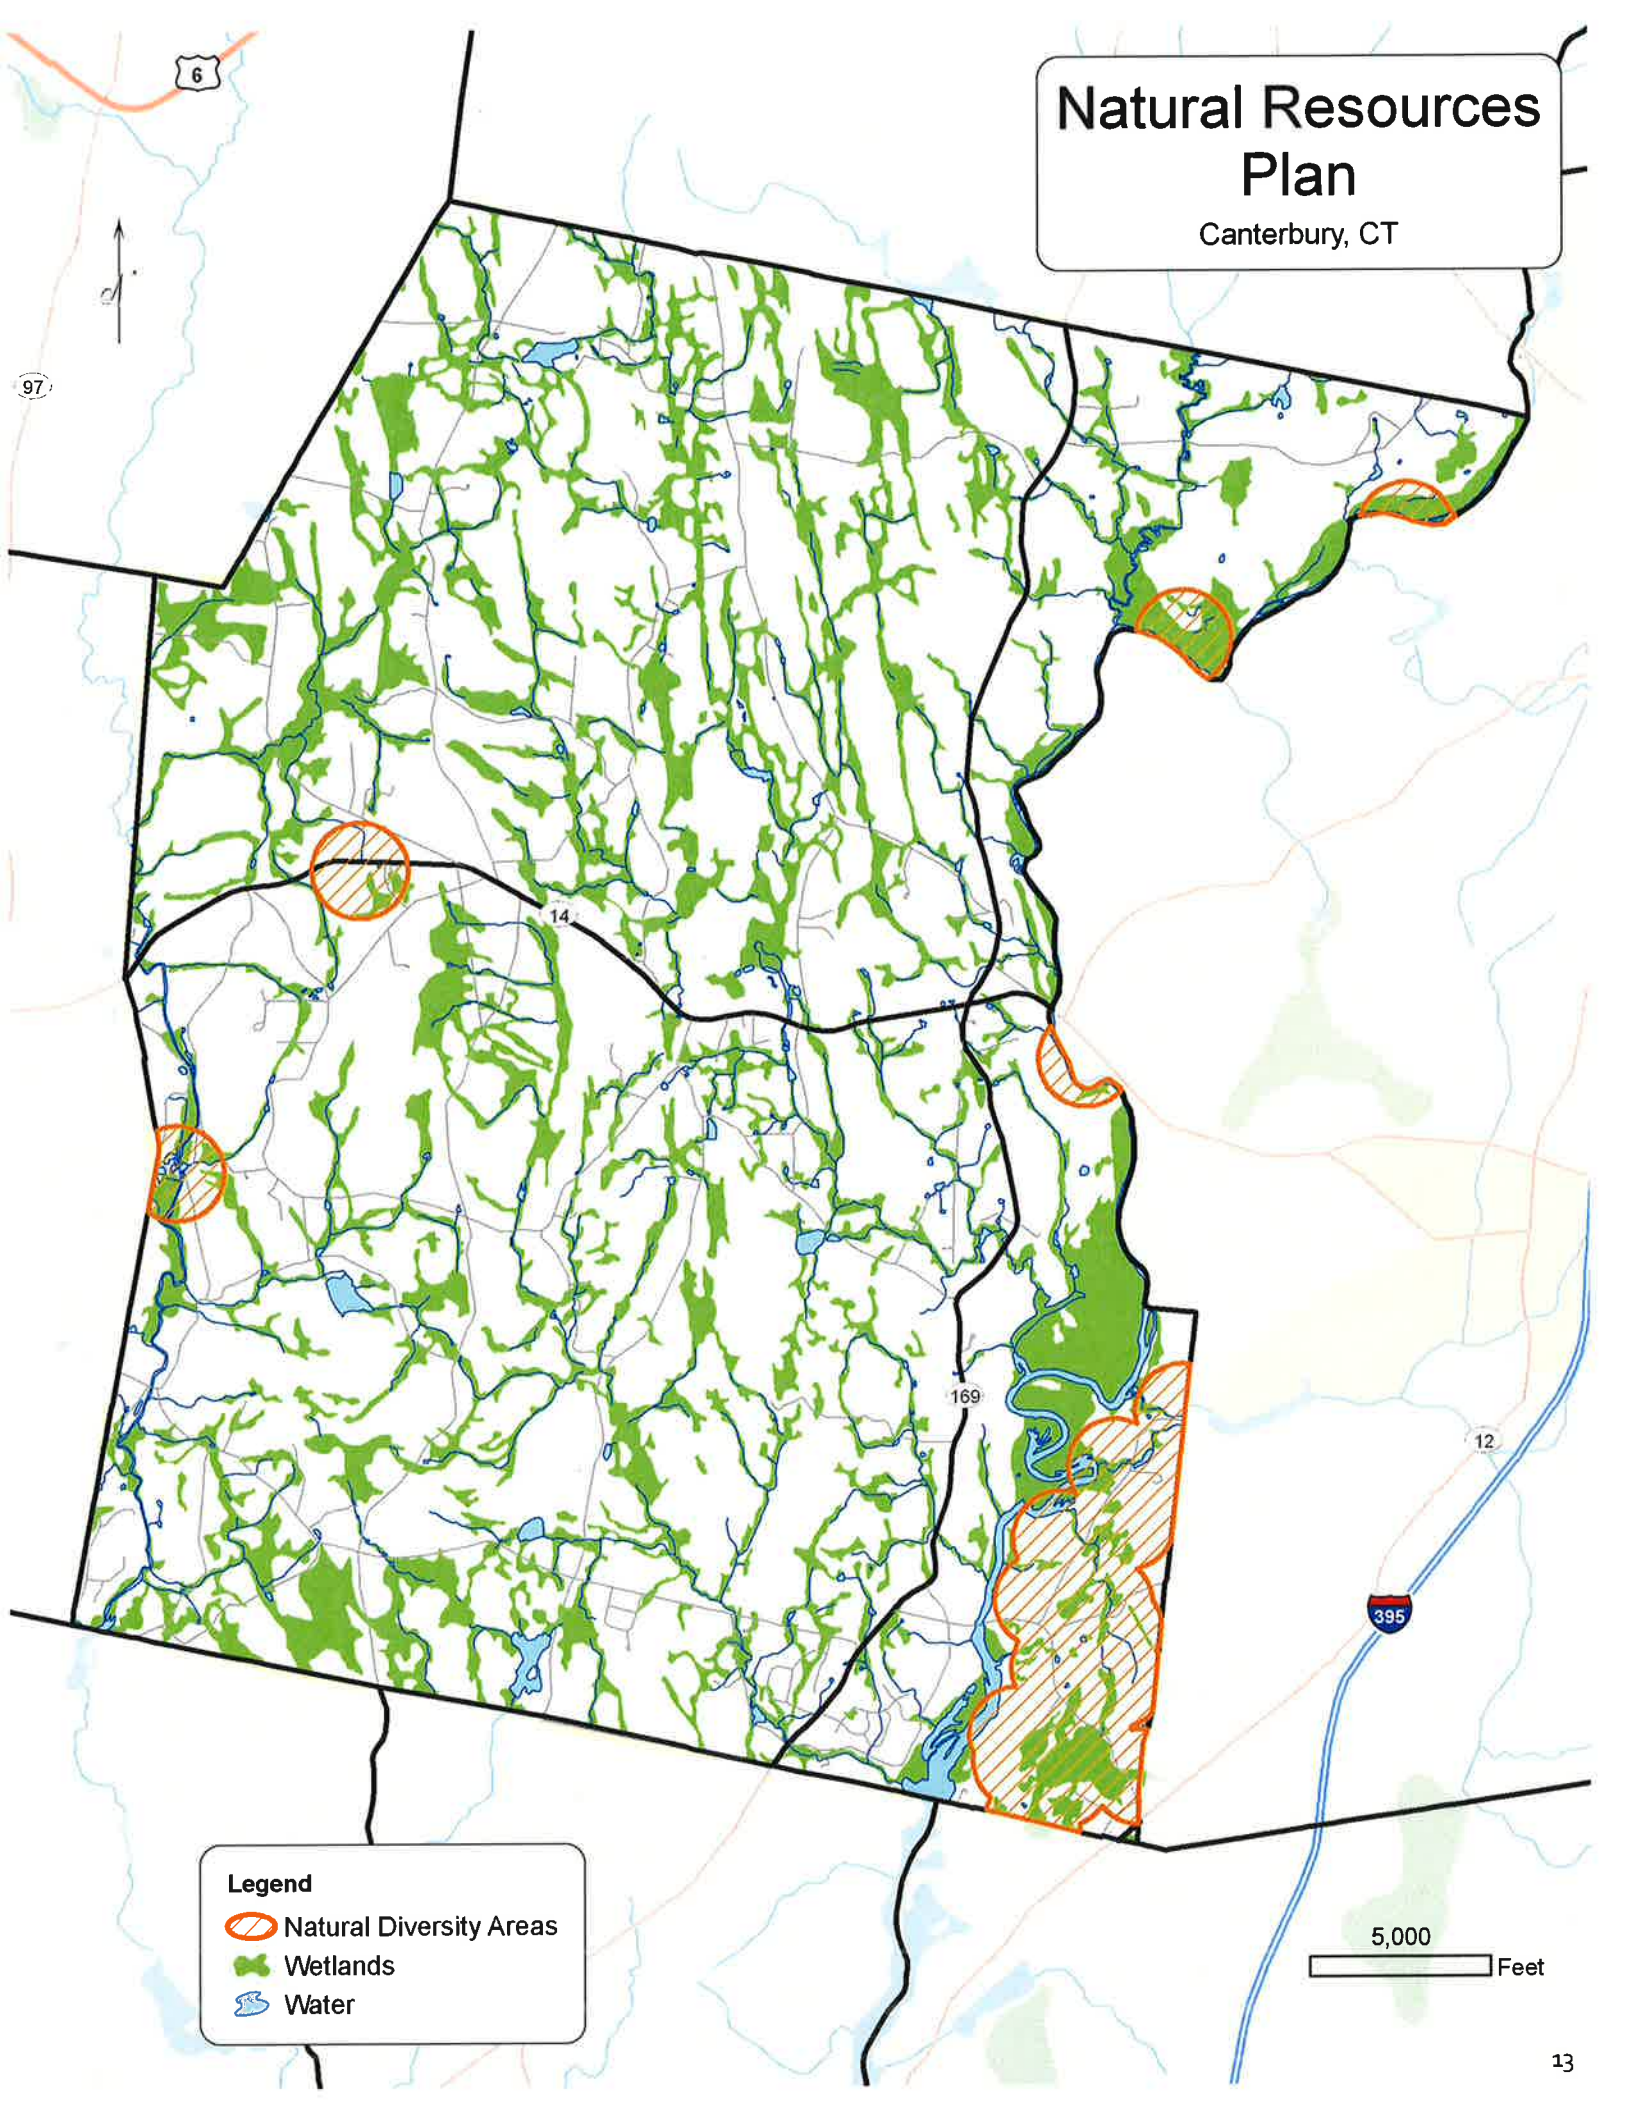 6
Natural Resources
Plan
Canterbury, CT
97
14
169
12
395
Legend
Natural Diversity Areas
Wetlands
Water
5,000
Feet
13